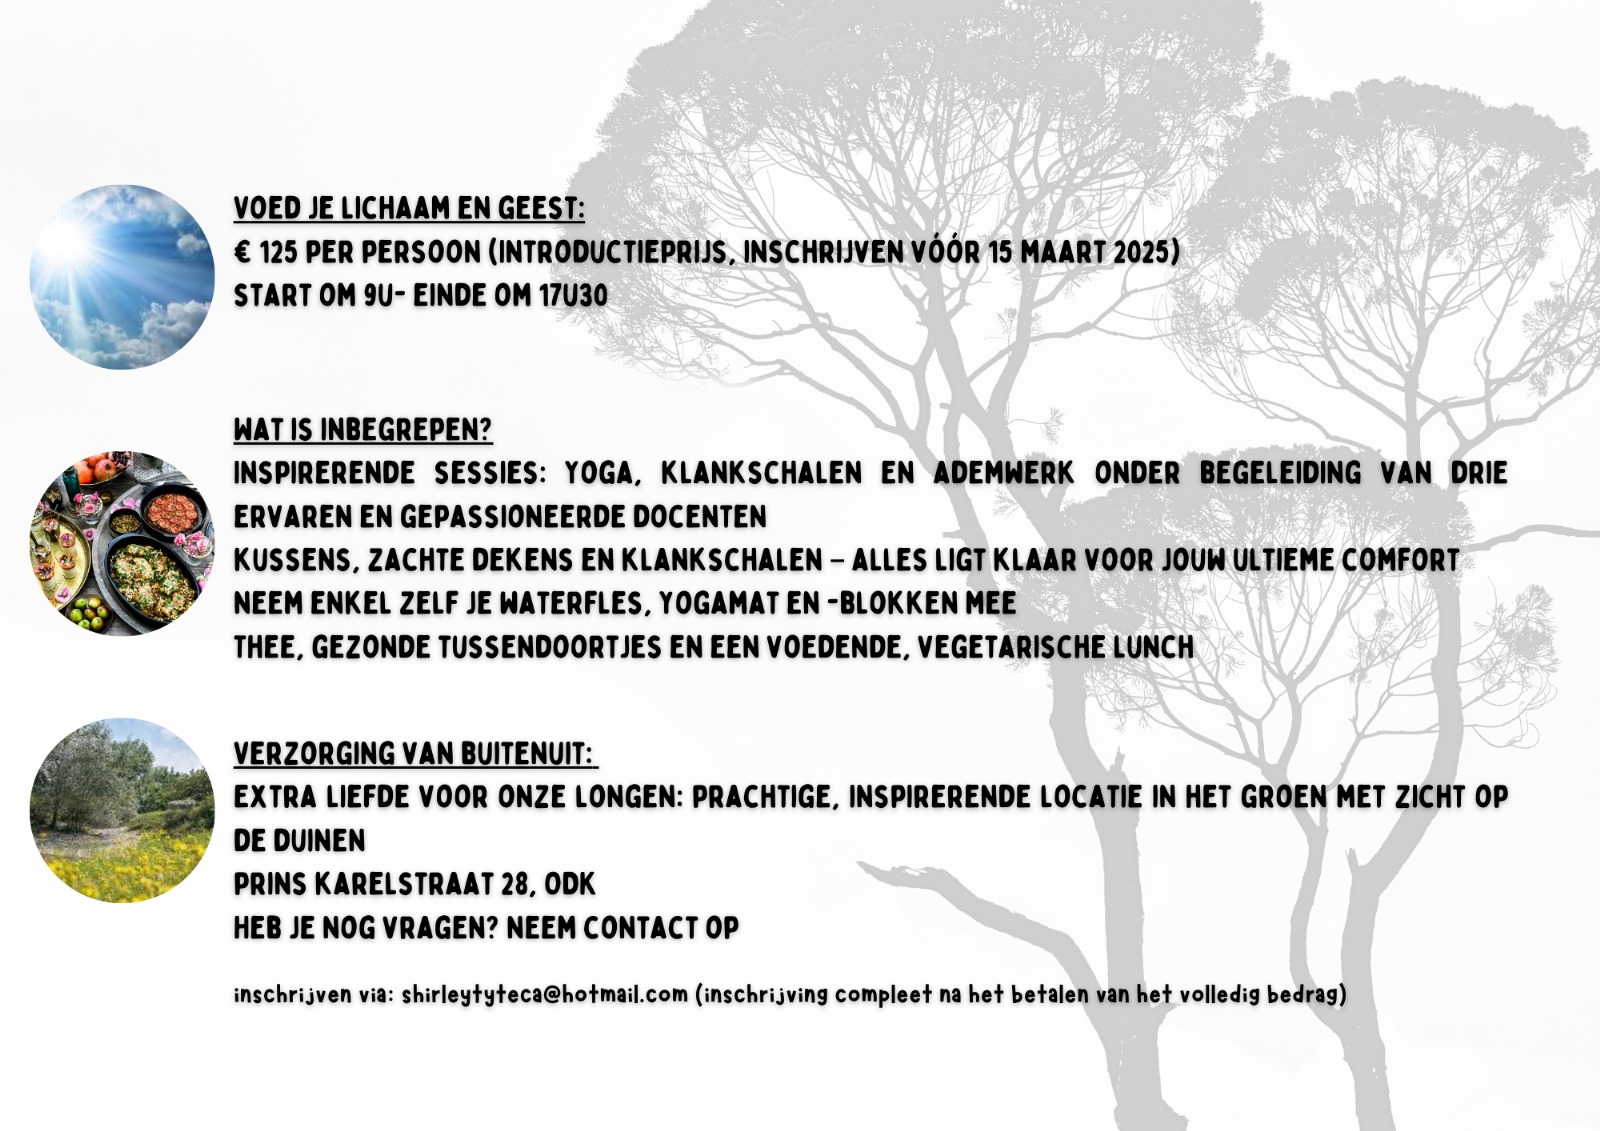 VOED JE LICHAAM EN GEEST:
€ 125 PER PERSOON (INTRODUCTIEPRIJS, INSCHRIJVEN VÓÓR 15 MAART 2025)
START OM 9U- EINDE OM 17U30
WAT IS INBEGREPEN?
INSPIRERENDE SESSIES: YOGA, KLANKSCHALEN EN ADEMWERK ONDER BEGELEIDING VAN DRIE
ERVAREN EN GEPASSIONEERDE DOCENTEN
KUSSENS, ZACHTE DEKENS EN KLANKSCHALEN – ALLES LIGT KLAAR VOOR JOUW ULTIEME COMFORT
NEEM ENKEL ZELF JE WATERFLES, YOGAMAT EN -BLOKKEN MEE
THEE, GEZONDE TUSSENDOORTJES EN EEN VOEDENDE, VEGETARISCHE LUNCH
VERZORGING VAN BUITENUIT:
EXTRA LIEFDE VOOR ONZE LONGEN: PRACHTIGE, INSPIRERENDE LOCATIE IN HET GROEN MET ZICHT OP
DE DUINEN
PRINS KARELSTRAAT 28, ODK
HEB JE NOG VRAGEN? NEEM CONTACT OP
inschrijven via: shirleytyteca@hotmail.com (inschrijving compleet na het betalen van het volledig bedrag)